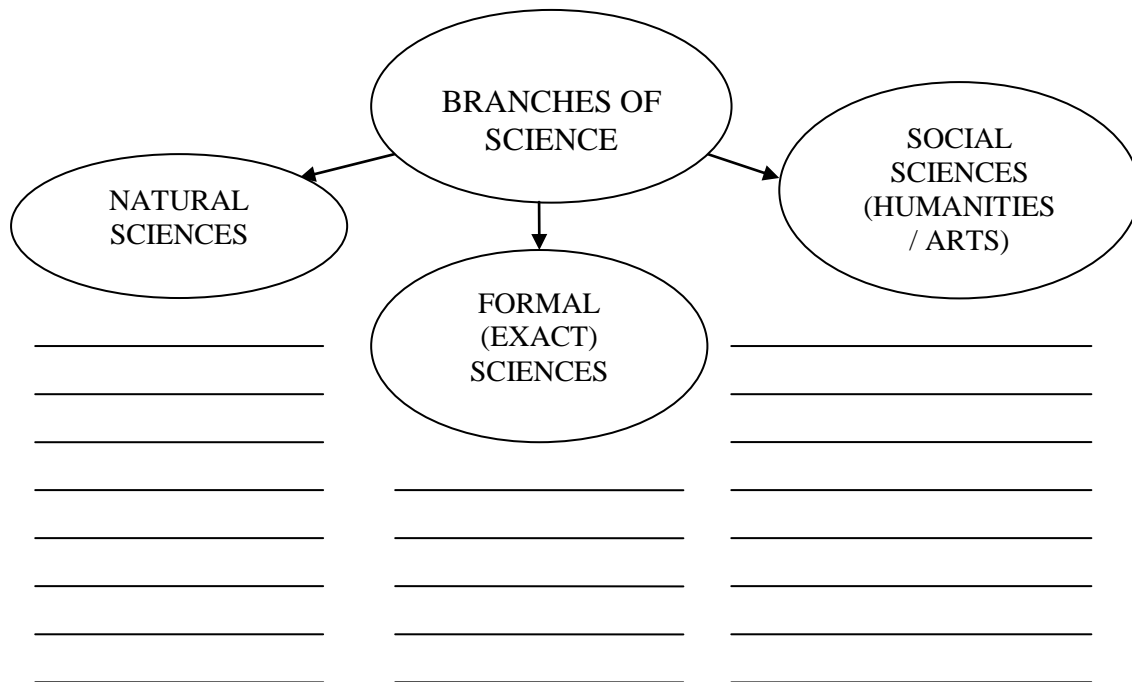 BRANCHES OF
SCIENCE
NATURAL
SCIENCES
FORMAL
(EXACT)
SCIENCES
SOCIAL
SCIENCES
(HUMANITIES
/ ARTS)